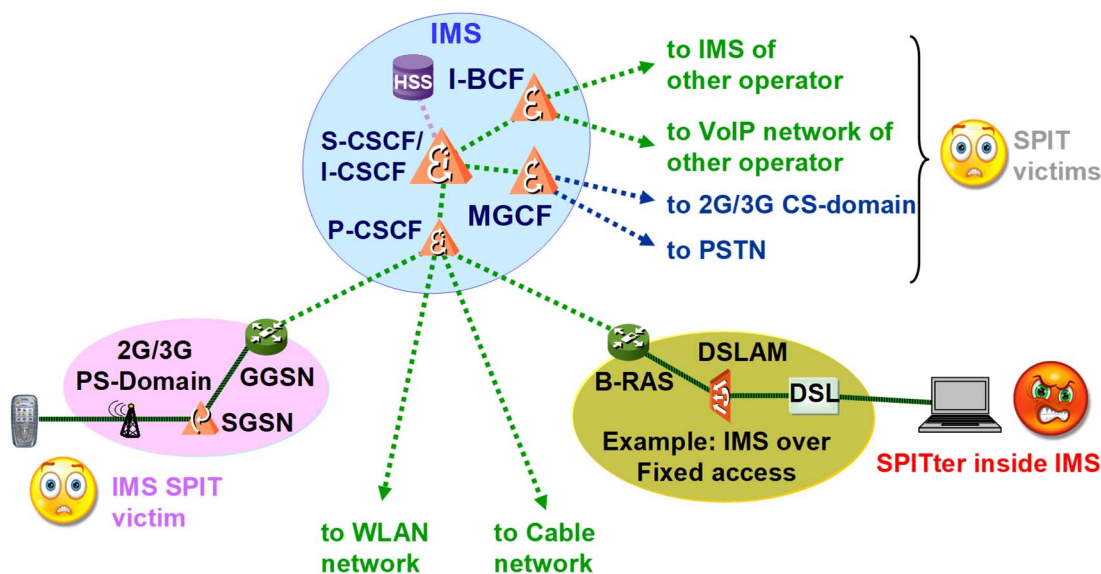 IMS
HSS
I-BCF
S-CSCF/
I-CSCF
P-CSCF
MGCF
to IMS of
other operator
to VoIP network of
other operator
to 2G/3G CS-domain
to PSTN
SPIT
victims
2G/3G
PS-Domain
GGSN
SGSN
IMS SPIT
victim
to WLAN
network
to Cable
network
B-RAS
DSLAM
DSL
Example: IMS over
Fixed access
SPITter inside IMS